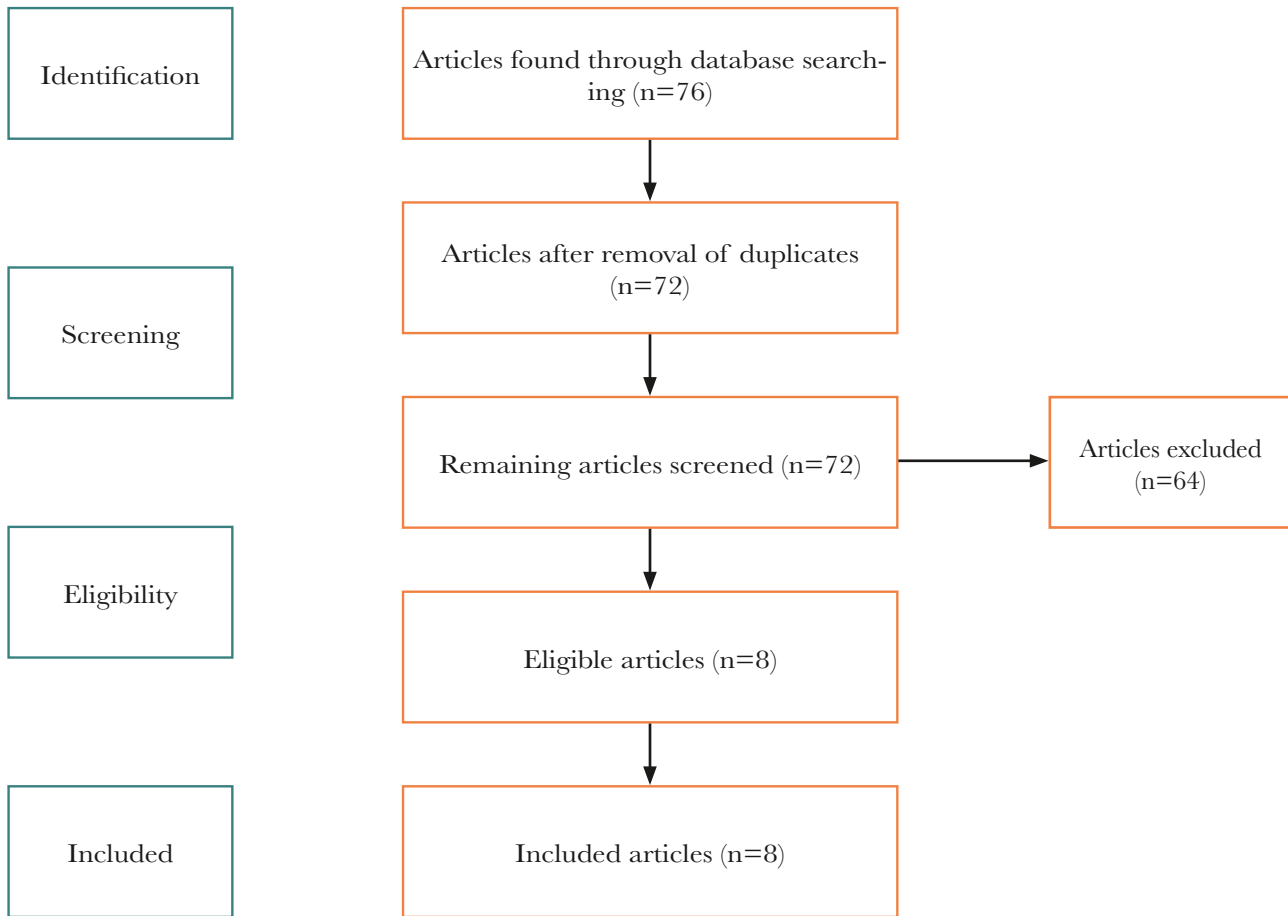 Identification
Articles found through database search-
ing (n=76)
Articles after removal of duplicates
(n=72)
Screening
Remaining articles screened (n=72)
Articles excluded
(n=64)
Eligibility
Eligible articles (n=8)
Included
Included articles (n=8)